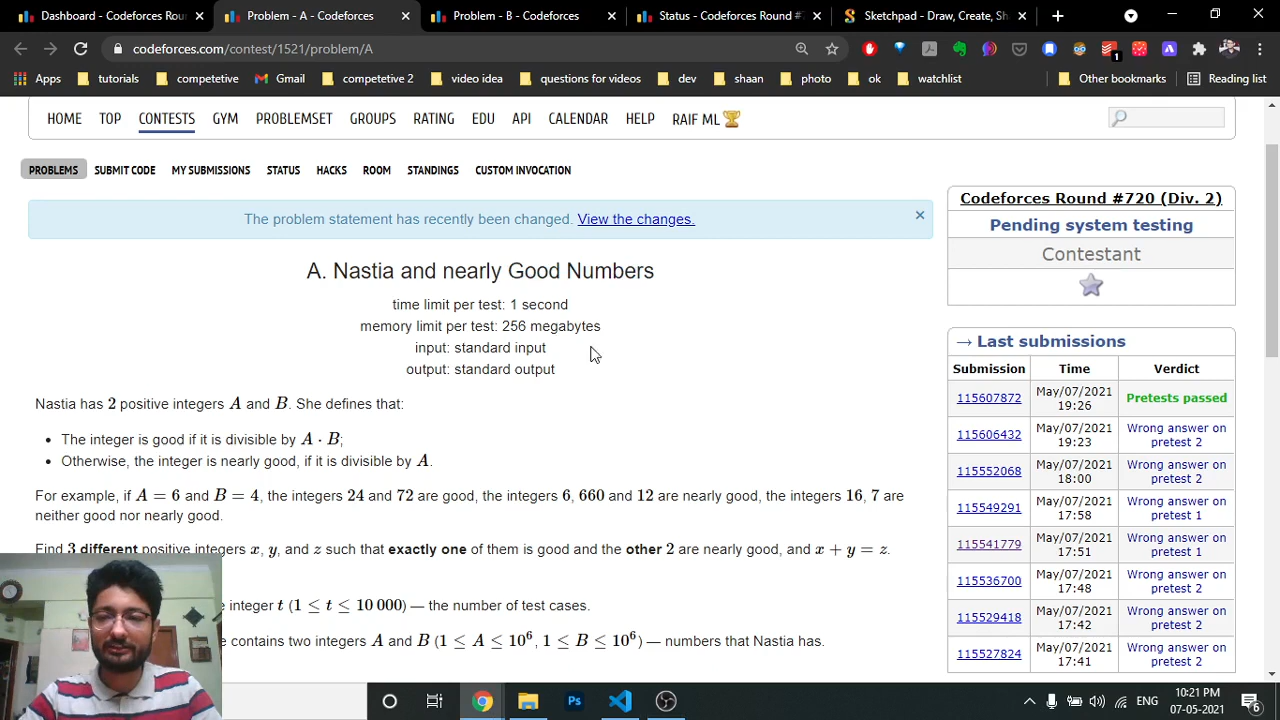 Dashboard - Codeforces Rou
Problem - A - Codeforces
Problem - B - Codeforces
Status - Codeforces Round #7
Sketchpad - Draw, Create, Sh
codeforces.com/contest/1521/problem/A
Apps
tutorials
competetive
Gmail
competetive 2
video idea
questions for videos
dev
shaan
photo
ok
watchlist
Other bookmarks
Reading list
HOME TOP CONTESTS GYM PROBLEMSET GROUPS RATING EDU API CALENDAR HELP RAIF ML
PROBLEMS SUBMIT CODE MY SUBMISSIONS STATUS HACKS ROOM STANDINGS CUSTOM INVOCATION
The problem statement has recently been changed. View the changes.
A. Nastia and nearly Good Numbers
time limit per test: 1 second
memory limit per test: 256 megabytes
input: standard input
output: standard output
Nastia has 2 positive integers A and B. She defines that:
• The integer is good if it is divisible by A · B;
• Otherwise, the integer is nearly good, if it is divisible by A.
For example, if A = 6 and B = 4, the integers 24 and 72 are good, the integers 6, 660 and 12 are nearly good, the integers 16, 7 are
neither good nor nearly good.
Find 3 different positive integers x, y, and z such that exactly one of them is good and the other 2 are nearly good, and x + y = z.
integer t (1 ≤ t ≤ 10 000) — the number of test cases.
contains two integers A and B (1 ≤ A ≤ 10⁶, 1 ≤ B ≤ 10⁶) — numbers that Nastia has.
Codeforces Round #720 (Div. 2)
Pending system testing
Contestant
→ Last submissions
Submission Time Verdict
115607872 May/07/2021 19:26 Pretests passed
115606432 May/07/2021 19:23 Wrong answer on pretest 2
115552068 May/07/2021 18:00 Wrong answer on pretest 2
115549291 May/07/2021 17:58 Wrong answer on pretest 1
115541779 May/07/2021 17:51 Wrong answer on pretest 1
115536700 May/07/2021 17:48 Wrong answer on pretest 2
115529418 May/07/2021 17:42 Wrong answer on pretest 2
115527824 May/07/2021 17:41 Wrong answer on pretest 2
Ps
ENG
10:21 PM
07-05-2021
6